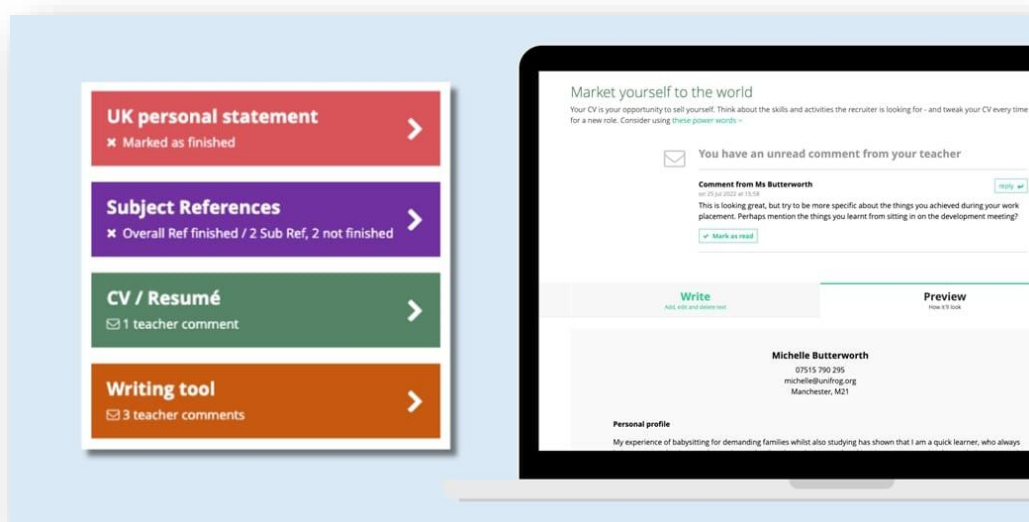 UK personal statement
✖ Marked as finished
Subject References
✖ Overall Ref finished / 2 Sub Ref, 2 not finished
CV / Resumé
1 teacher comment
Writing tool
3 teacher comments
Market yourself to the world
Your CV is your opportunity to sell yourself. Think about the skills and activities the recruiter is looking for - and tweak your CV every time
for a new role. Consider using these power words
You have an unread comment from your teacher
Comment from Ms Butterworth
reply
25 Jul 2022 at 15:58
This is looking great, but try to be more specific about the things you achieved during your work
placement. Perhaps mention the things you learnt from sitting in on the development meeting?
✓ Mark as read
Write
Add, edit and delete text
Preview
How it'll look
Michelle Butterworth
07515 790 295
michelle@unifrog.org
Manchester, M21
Personal profile
My experience of babysitting for demanding families whilst also studying has shown that I am a quick learner, who always